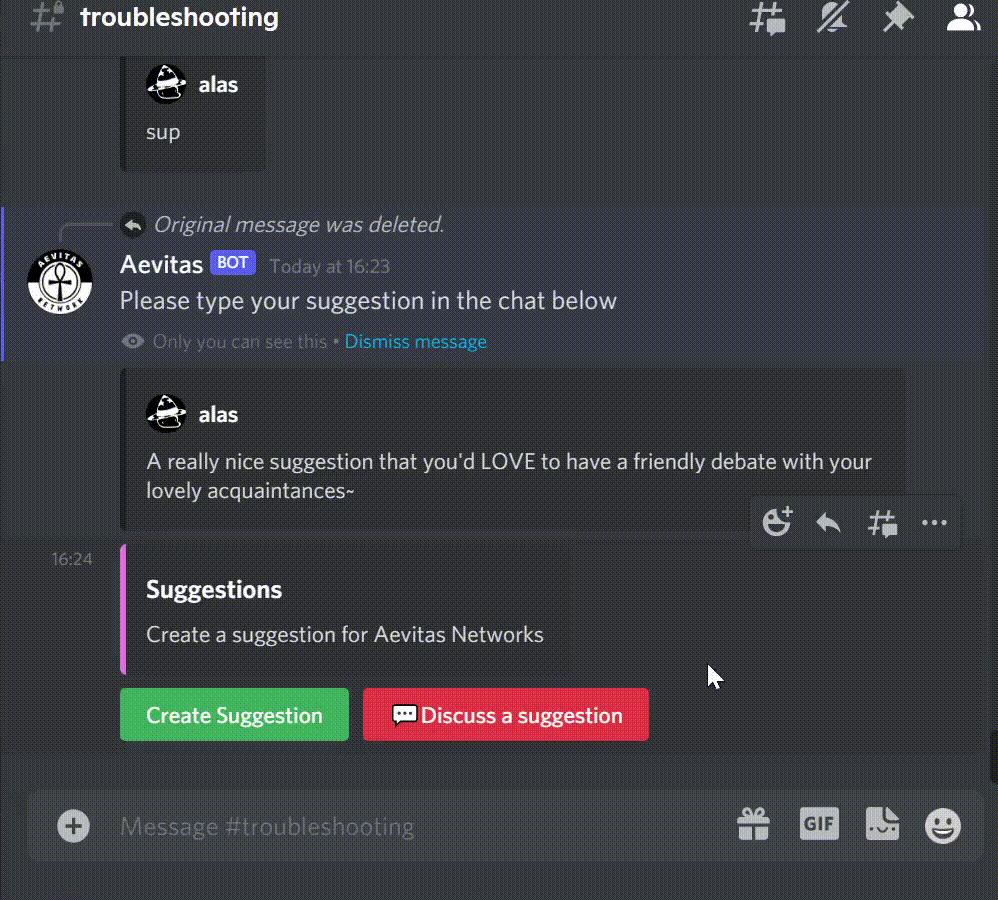 troubleshooting
alas
sup
Original message was deleted.
AEVITAS
NETWORK
Aevitas BOT Today at 16:23
Please type your suggestion in the chat below
Only you can see this • Dismiss message
alas
A really nice suggestion that you'd LOVE to have a friendly debate with your
lovely acquaintances~
16:24
Suggestions
Create a suggestion for Aevitas Networks
Create Suggestion
Discuss a suggestion
Message #troubleshooting
GIF